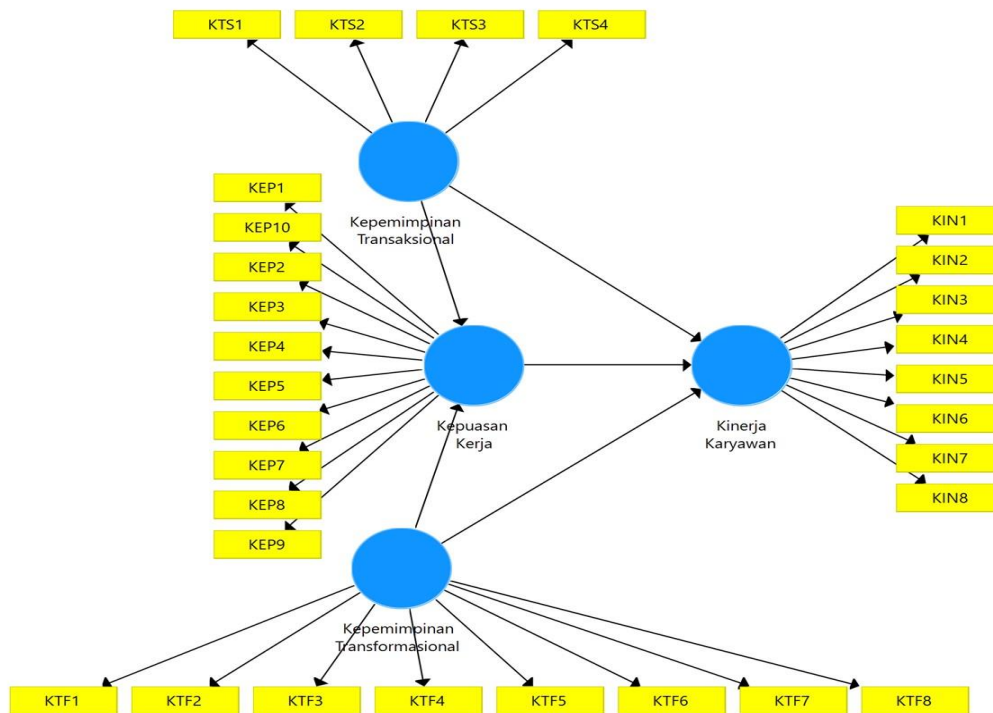 KTS1
KTS2
KTS3
KTS4
Kepemimpinan
Transaksional
KEP1
KEP10
KEP2
KEP3
KEP4
KEP5
KEP6
KEP7
KEP8
KEP9
Kepuasan
Kerja
Kinerja
Karyawan
KIN1
KIN2
KIN3
KIN4
KIN5
KIN6
KIN7
KIN8
Kepemimpinan
Transformasional
KTF1
KTF2
KTF3
KTF4
KTF5
KTF6
KTF7
KTF8